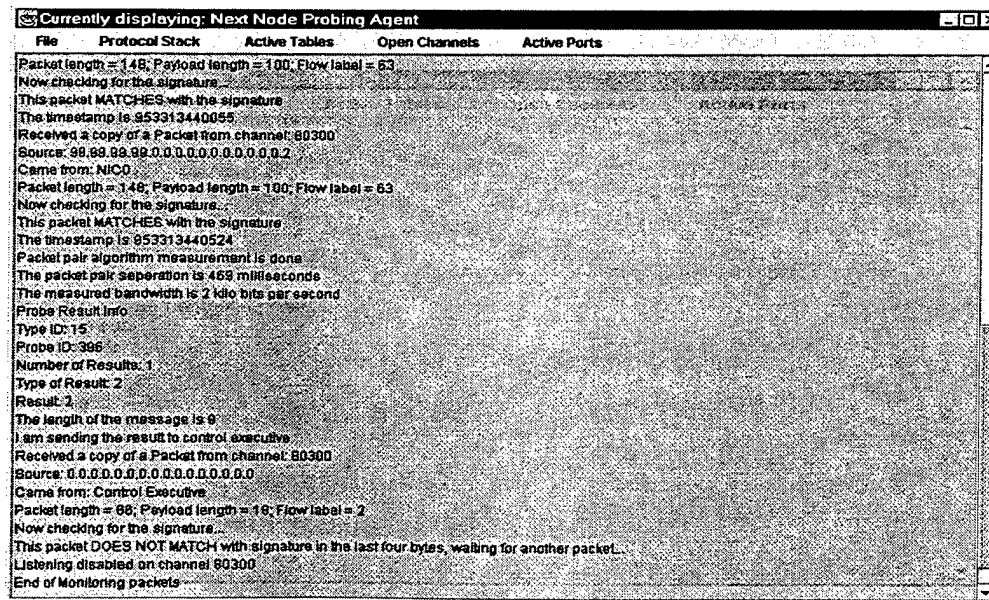 Currently displaying: Next Node Probing Agent
File Protocol Stack Active Tables Open Channels Active Ports
Packet length = 148; Payload length = 100; Flow label = 63
Now checking for the signature...
This packet MATCHES with the signature
The timestamp is 953313440055
Received a copy of a Packet from channel: 60300
Source: 99.99.99.99.0.0.0.0.0.0.0.0.0.0.0.2
Came from: NIC0
Packet length = 148; Payload length = 100; Flow label = 63
Now checking for the signature...
This packet MATCHES with the signature
The timestamp is 953313440524
Packet pair algorithm measurement is done
The packet pair seperation is 469 milliseconds
The measured bandwidth is 2 kilo bits per second
Probe Result Info
Type ID: 15
Probe ID: 396
Number of Results: 1
Type of Result: 2
Result: 2
The length of the message is 9
I am sending the result to control executive
Received a copy of a Packet from channel: 60300
Source: 0.0.0.0.0.0.0.0.0.0.0.0.0.0.0.0
Came from: Control Executive
Packet length = 66; Payload length = 18; Flow label = 2
Now checking for the signature...
This packet DOES NOT MATCH with signature in the last four bytes, waiting for another packet...
Listening disabled on channel 60300
End of Monitoring packets